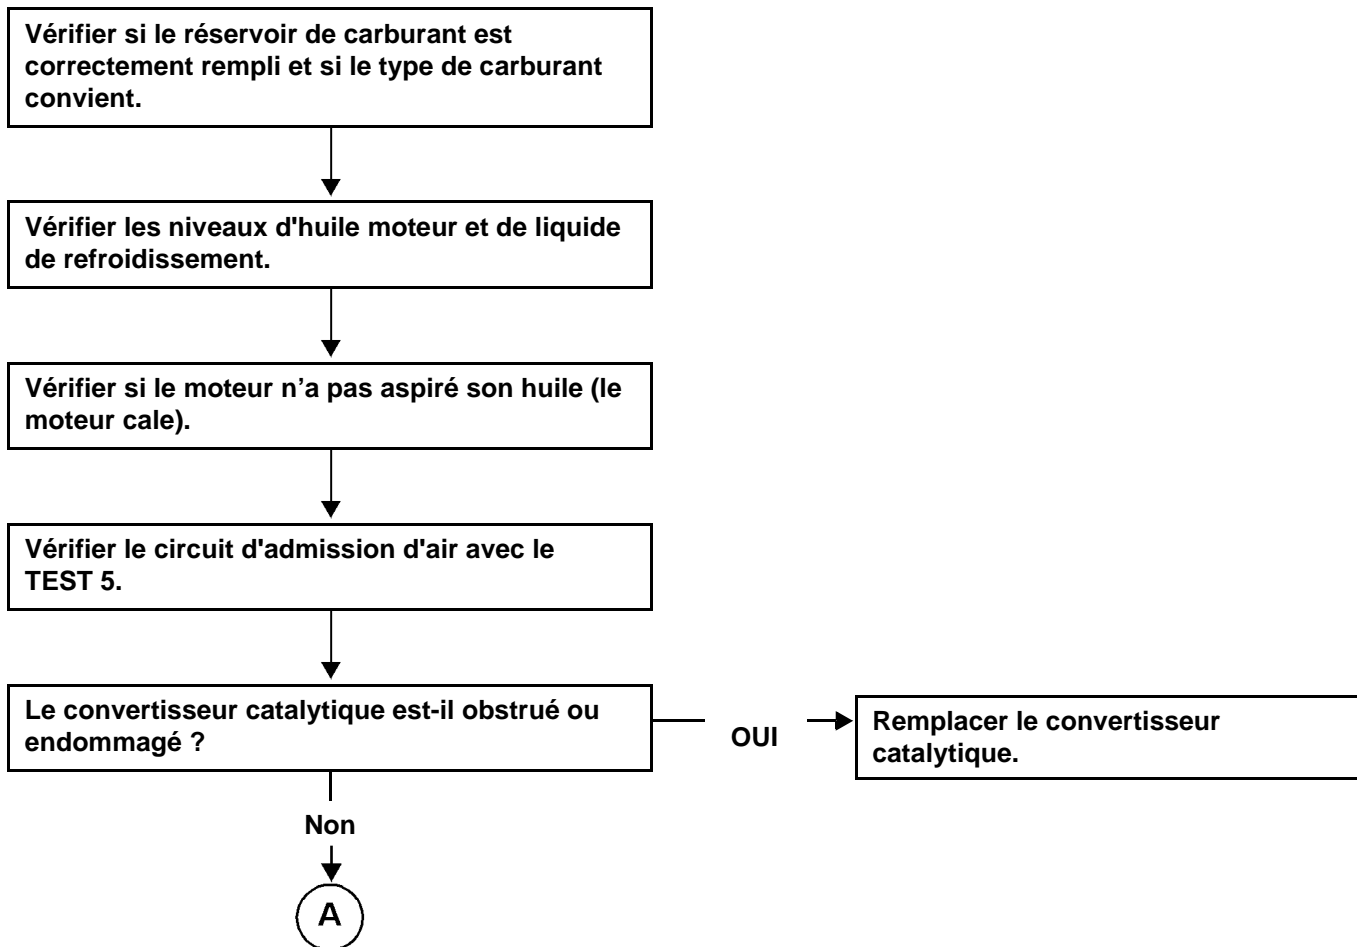 Vérifier si le réservoir de carburant est
correctement rempli et si le type de carburant
convient.
Vérifier les niveaux d'huile moteur et de liquide
de refroidissement.
Vérifier si le moteur n’a pas aspiré son huile (le
moteur cale).
Vérifier le circuit d'admission d'air avec le
TEST 5.
Le convertisseur catalytique est-il obstrué ou
endommagé ?
OUI
Remplacer le convertisseur
catalytique.
Non
A